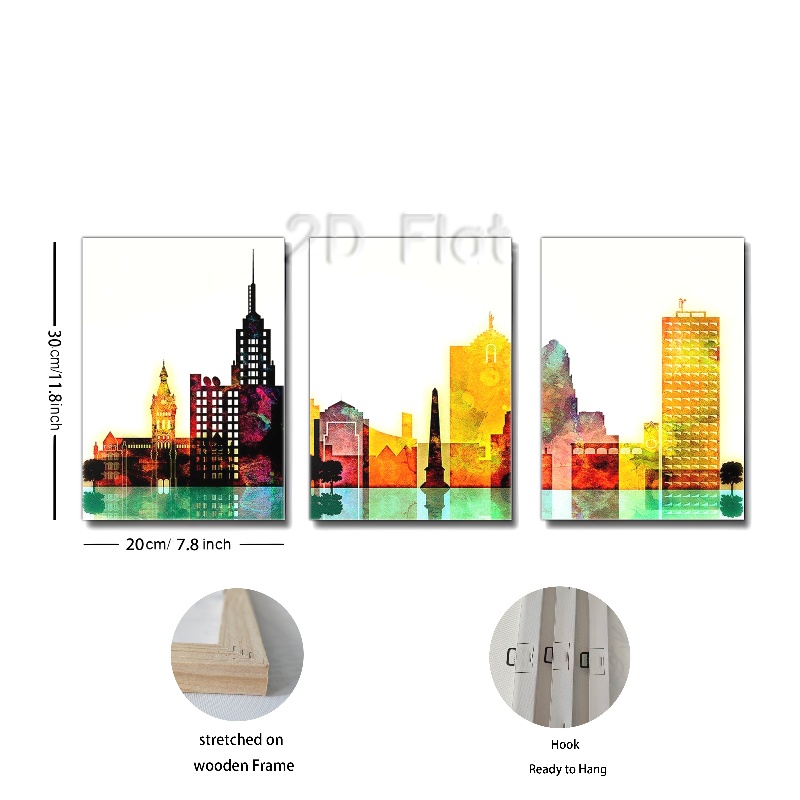 2D Flat
30cm/11.8inch
20cm/ 7.8 inch
stretched on
wooden Frame
Hook
Ready to Hang